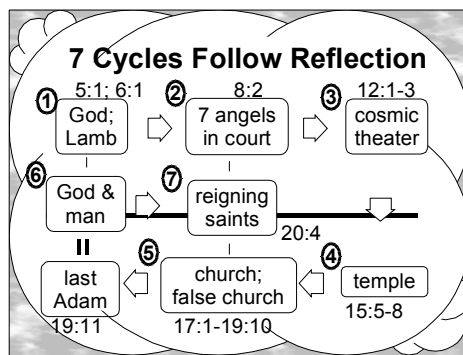 7 Cycles Follow Reflection
5:1; 6:1
8:2
12:1-3
1
God;
Lamb
2
7 angels
in court
3
cosmic
theater
6
God &
man
7
reigning
saints
20:4
5
last
Adam
19:11
church;
false church
17:1-19:10
4
temple
15:5-8